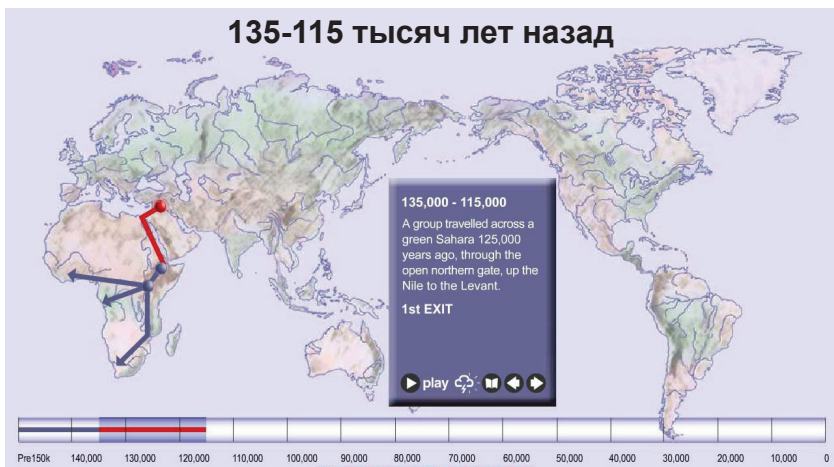 135-115 тысяч лет назад
135,000 - 115,000
A group travelled across a
green Sahara 125,000
years ago, through the
open northern gate, up the
Nile to the Levant.
1st EXIT
play
Pre150k 140,000 130,000 120,000 110,000 100,000 90,000 80,000 70,000 60,000 50,000 40,000 30,000 20,000 10,000 0